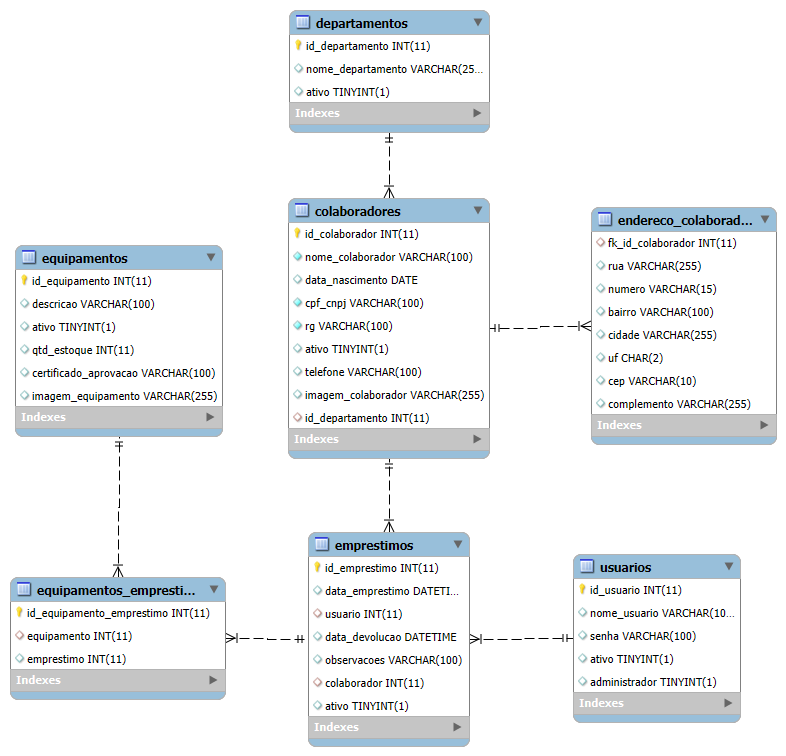 departamentos
id_departamento INT(11)
nome_departamento VARCHAR(25...
ativo TINYINT(1)
Indexes
colaboradores
id_colaborador INT(11)
nome_colaborador VARCHAR(100)
data_nascimento DATE
cpf_cnpj VARCHAR(100)
rg VARCHAR(100)
ativo TINYINT(1)
telefone VARCHAR(100)
imagem_colaborador VARCHAR(255)
id_departamento INT(11)
Indexes
endereco_colaborad...
fk_id_colaborador INT(11)
rua VARCHAR(255)
numero VARCHAR(15)
bairro VARCHAR(100)
cidade VARCHAR(255)
uf CHAR(2)
cep VARCHAR(10)
complemento VARCHAR(255)
Indexes
equipamentos
id_equipamento INT(11)
descricao VARCHAR(100)
ativo TINYINT(1)
qtd_estoque INT(11)
certificado_aprovacao VARCHAR(100)
imagem_equipamento VARCHAR(255)
Indexes
equipamentos_empresti...
id_equipamento_emprestimo INT(11)
equipamento INT(11)
emprestimo INT(11)
Indexes
emprestimos
id_emprestimo INT(11)
data_emprestimo DATETI...
usuario INT(11)
data_devolucao DATETIME
observacoes VARCHAR(100)
colaborador INT(11)
ativo TINYINT(1)
Indexes
usuarios
id_usuario INT(11)
nome_usuario VARCHAR(10...
senha VARCHAR(100)
ativo TINYINT(1)
administrador TINYINT(1)
Indexes